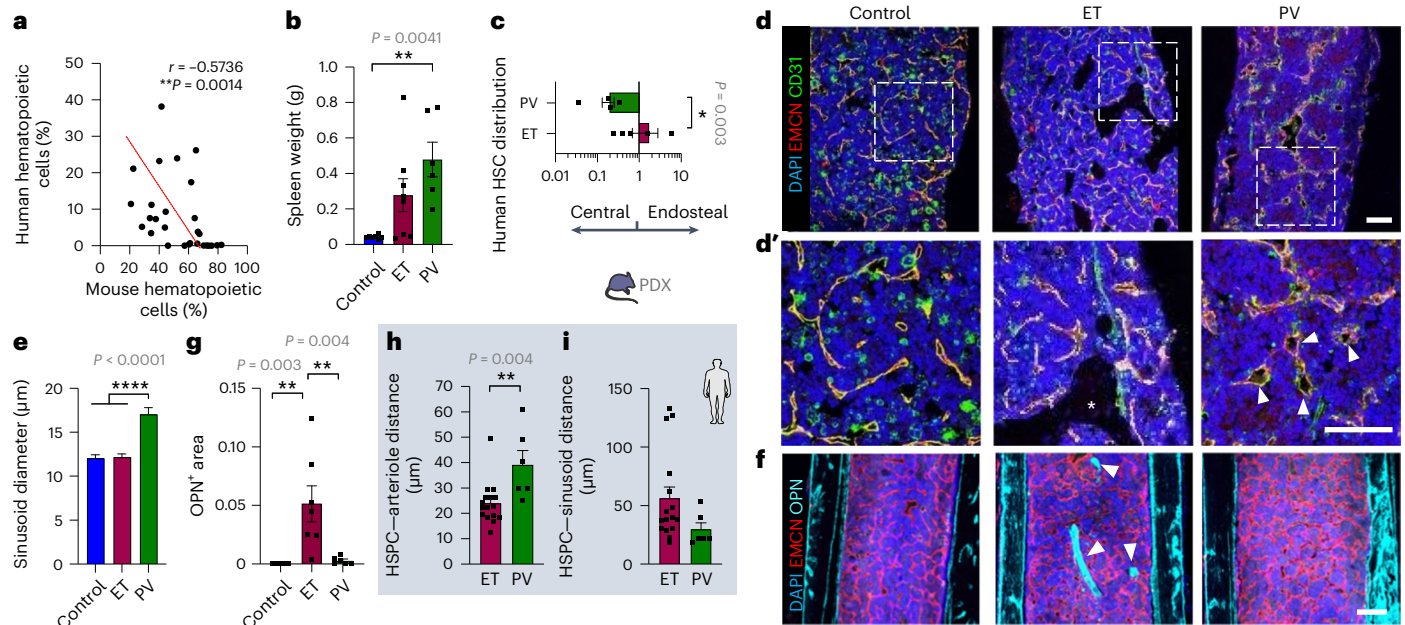 a
r = −0.5736
**P = 0.0014
Human hematopoietic
cells (%)
50
40
30
20
10
0
0 20 40 60 80 100
Mouse hematopoietic
cells (%)
b
P = 0.0041
**
Spleen weight (g)
1.0
0.8
0.6
0.4
0.2
0
Control ET PV
c
Human HSC distribution
PV
ET
*
P = 0.003
0.01 0.1 1 10
Central Endosteal
PDX
d
Control ET PV
DAPI EMCN CD31
d′
*
e
P < 0.0001
****
Sinusoid diameter (μm)
20
15
10
5
0
Control ET PV
g
P = 0.004
P = 0.003
** **
OPN+ area
0.15
0.10
0.05
0
Control ET PV
h
P = 0.004
**
HSPC–arteriole distance
(μm)
70
60
50
40
30
20
10
0
ET PV
i
HSPC–sinusoid distance
(μm)
150
100
50
0
ET PV
f
DAPI EMCN OPN